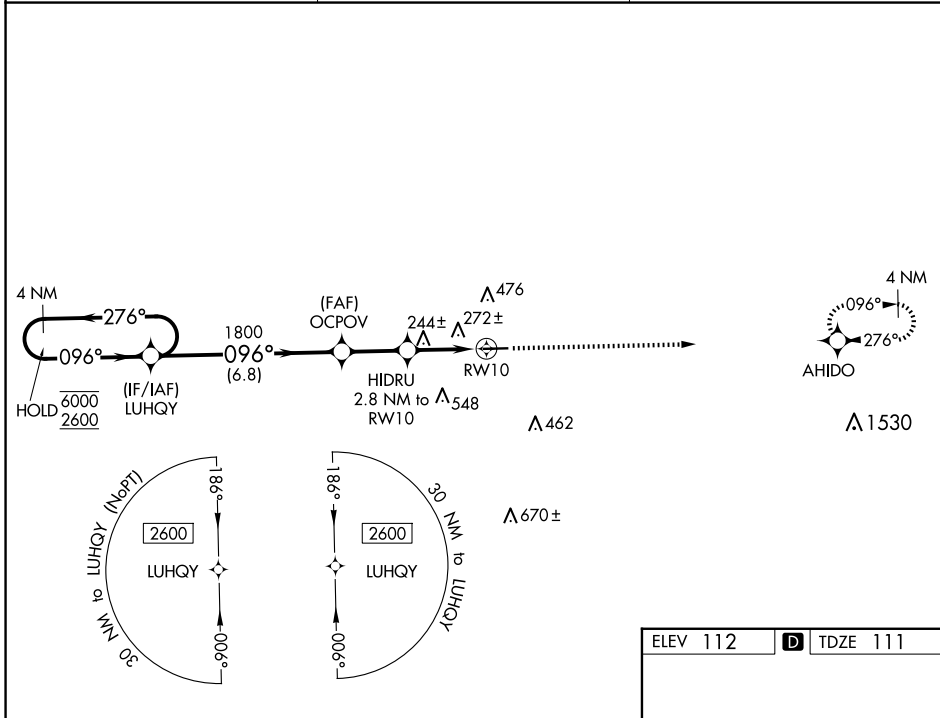 4 NM
276°
096°
HOLD 6000
2600
(IF/IAF)
LUHQY
1800
096°
(6.8)
(FAF)
OCPOV
244±
272±
476
HIDRU
2.8 NM to
RW10
548
RW10
462
670±
4 NM
096°
276°
AHIDO
1530
30 NM to LUHQY (NoPT)
186°
2600
LUHQY
006°
186°
2600
LUHQY
006°
30 NM to LUHQY
ELEV 112 D TDZE 111